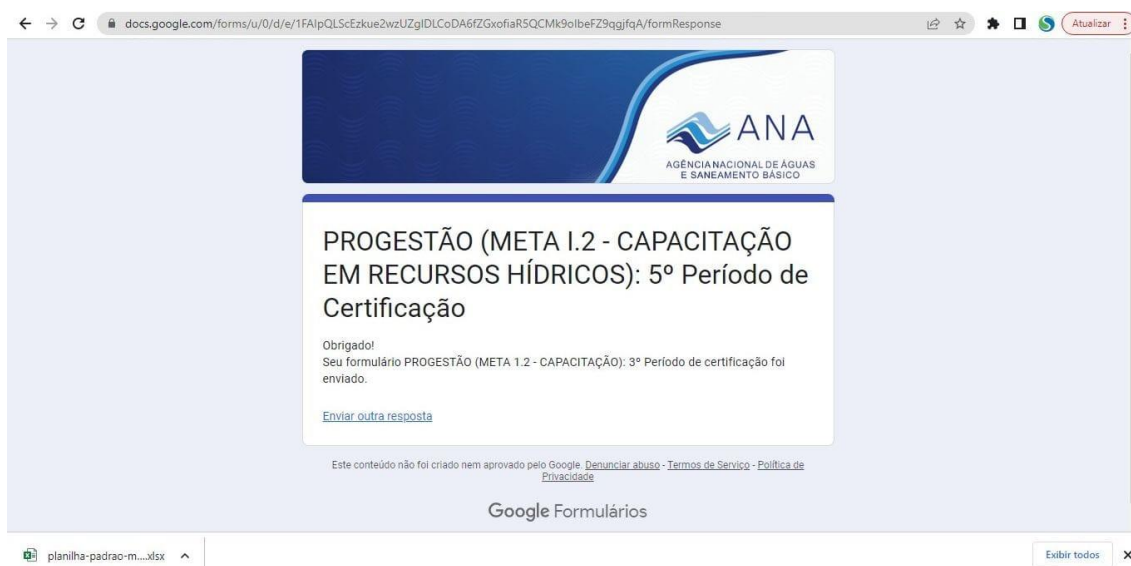 docs.google.com/forms/u/0/d/e/1FAIpQLScEzkue2wzUZgIDLCoDA6fZGxofiaR5QCMk9oIbeFZ9qgjfqA/formResponse
Atualizar
ANA
AGÊNCIA NACIONAL DE ÁGUAS
E SANEAMENTO BÁSICO
PROGESTÃO (META I.2 - CAPACITAÇÃO
EM RECURSOS HÍDRICOS): 5º Período de
Certificação
Obrigado!
Seu formulário PROGESTÃO (META 1.2 - CAPACITAÇÃO): 3º Período de certificação foi
enviado.
Enviar outra resposta
Este conteúdo não foi criado nem aprovado pelo Google. Denunciar abuso - Termos de Serviço - Política de
Privacidade
Google Formulários
planilha-padrao-m....xlsx
Exibir todos